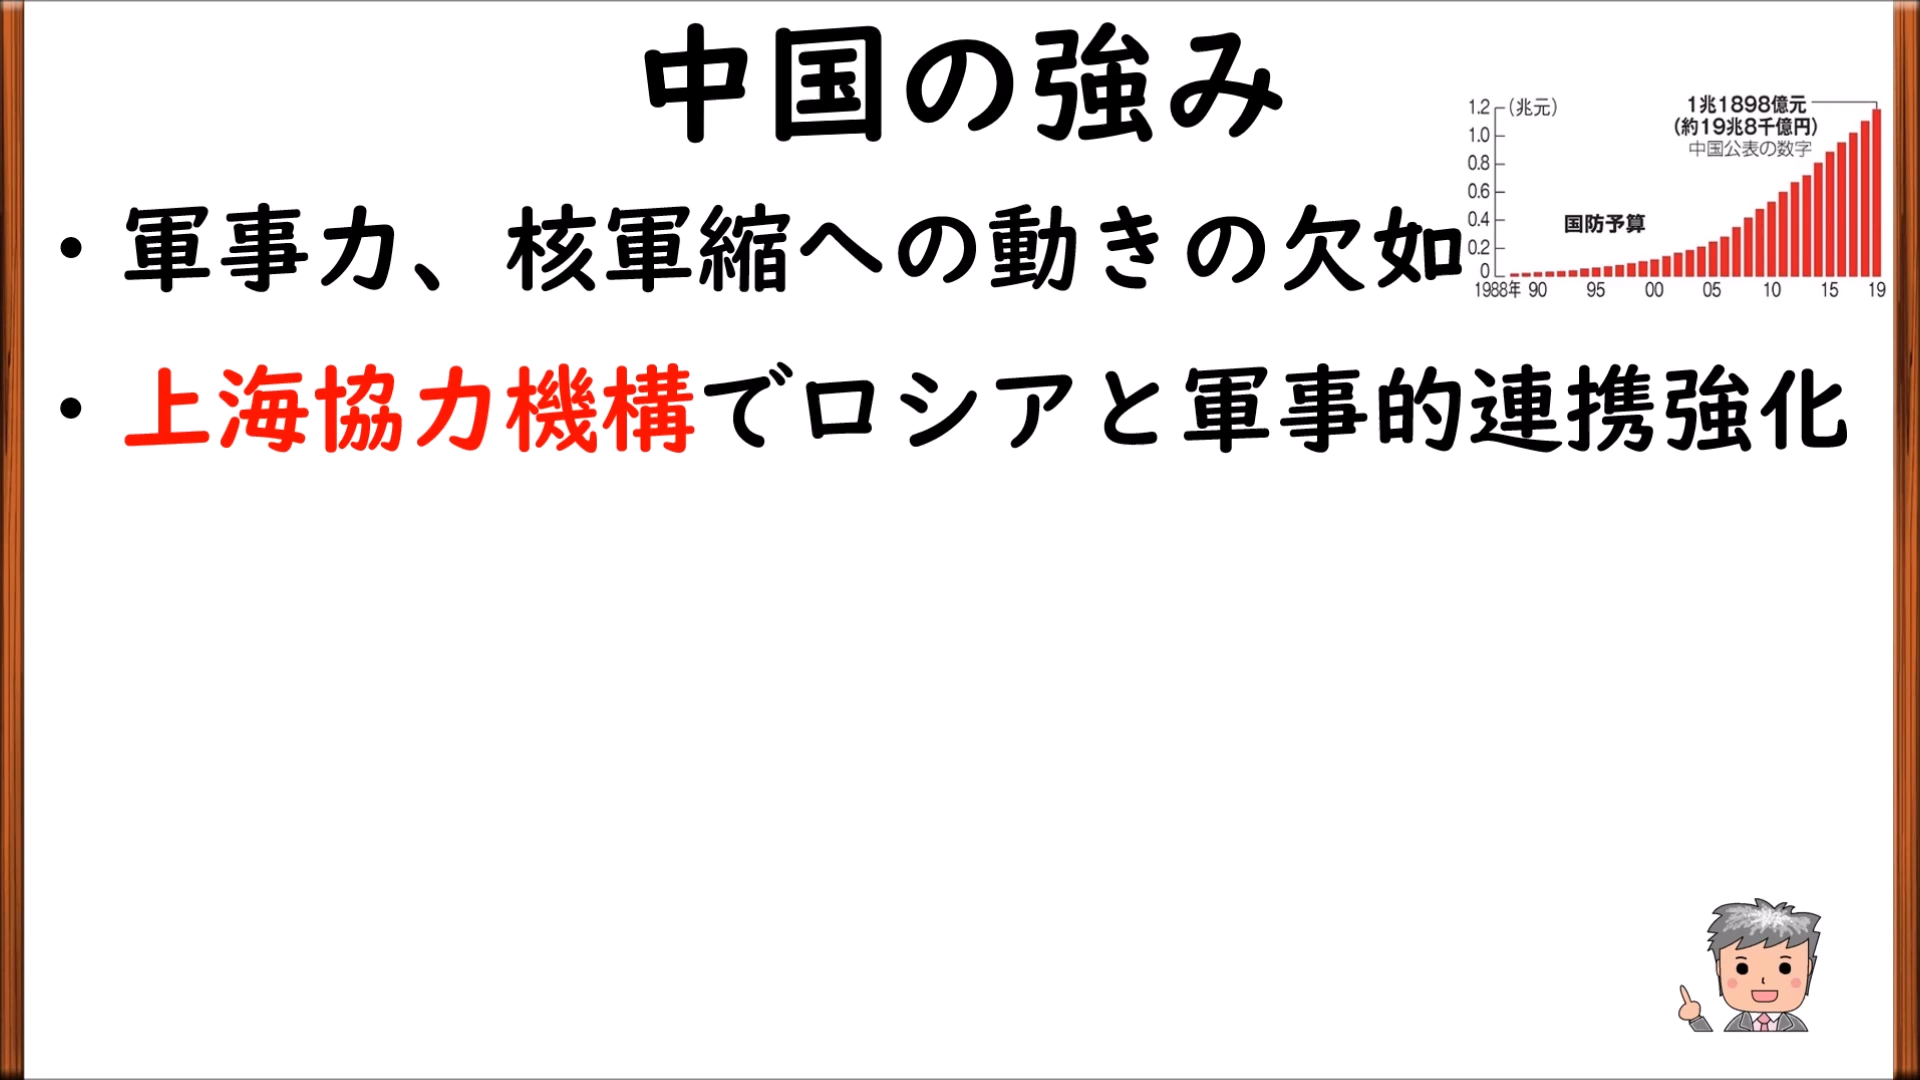 中国の強み
・軍事力、核軍縮への動きの欠如
1.2 (兆元)
1.0
0.8
0.6
0.4
0.2
0
1兆1898億元
(約19兆8千億円)
中国公表の数字
国防予算
1988年 90 95 00 05 10 15 19
・上海協力機構でロシアと軍事的連携強化